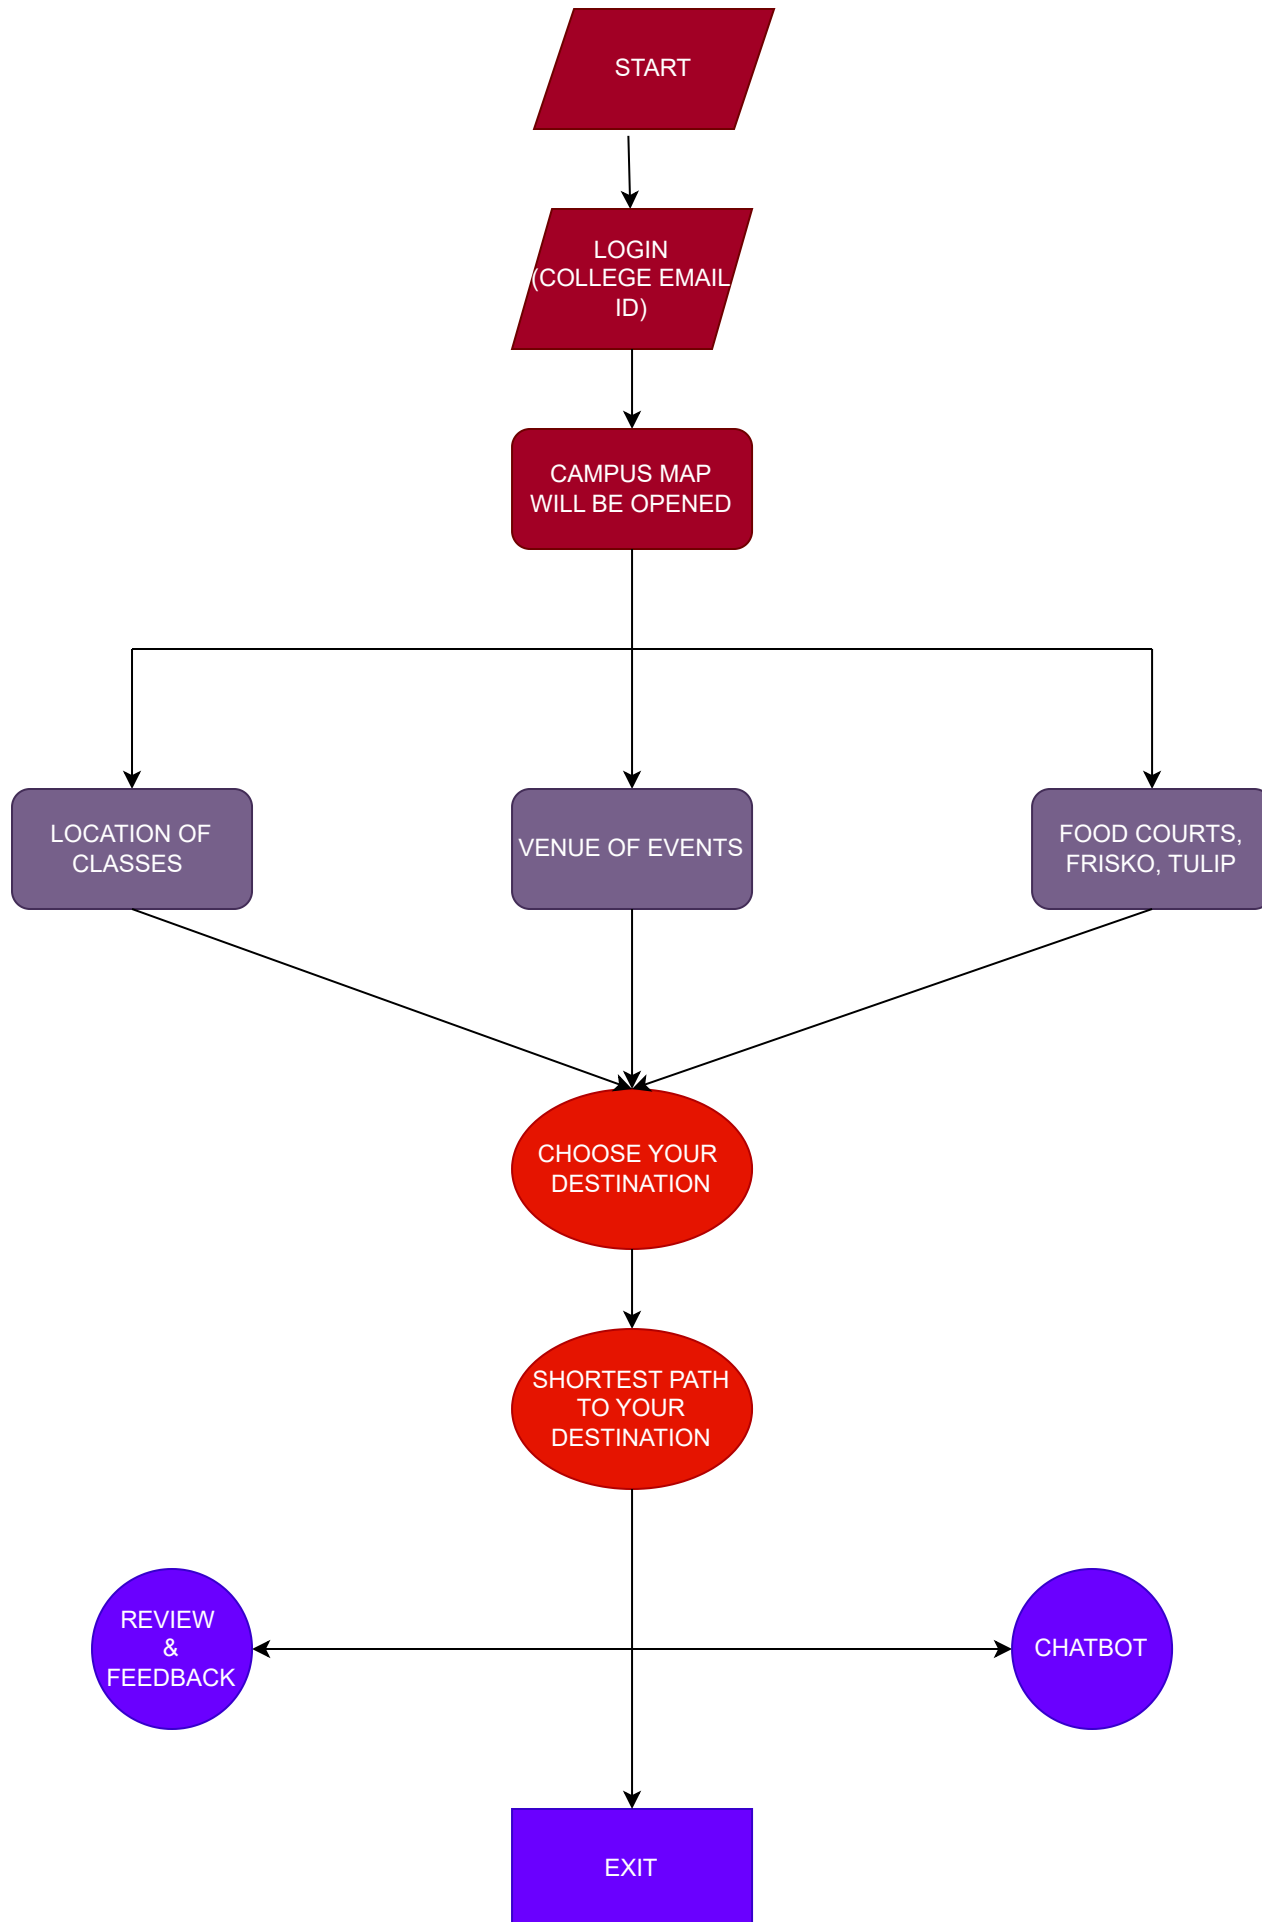 START
LOGIN
(COLLEGE EMAIL
ID)
CAMPUS MAP
WILL BE OPENED
LOCATION OF
CLASSES
VENUE OF EVENTS
FOOD COURTS,
FRISKO, TULIP
CHOOSE YOUR
DESTINATION
SHORTEST PATH
TO YOUR
DESTINATION
REVIEW
&
FEEDBACK
CHATBOT
EXIT